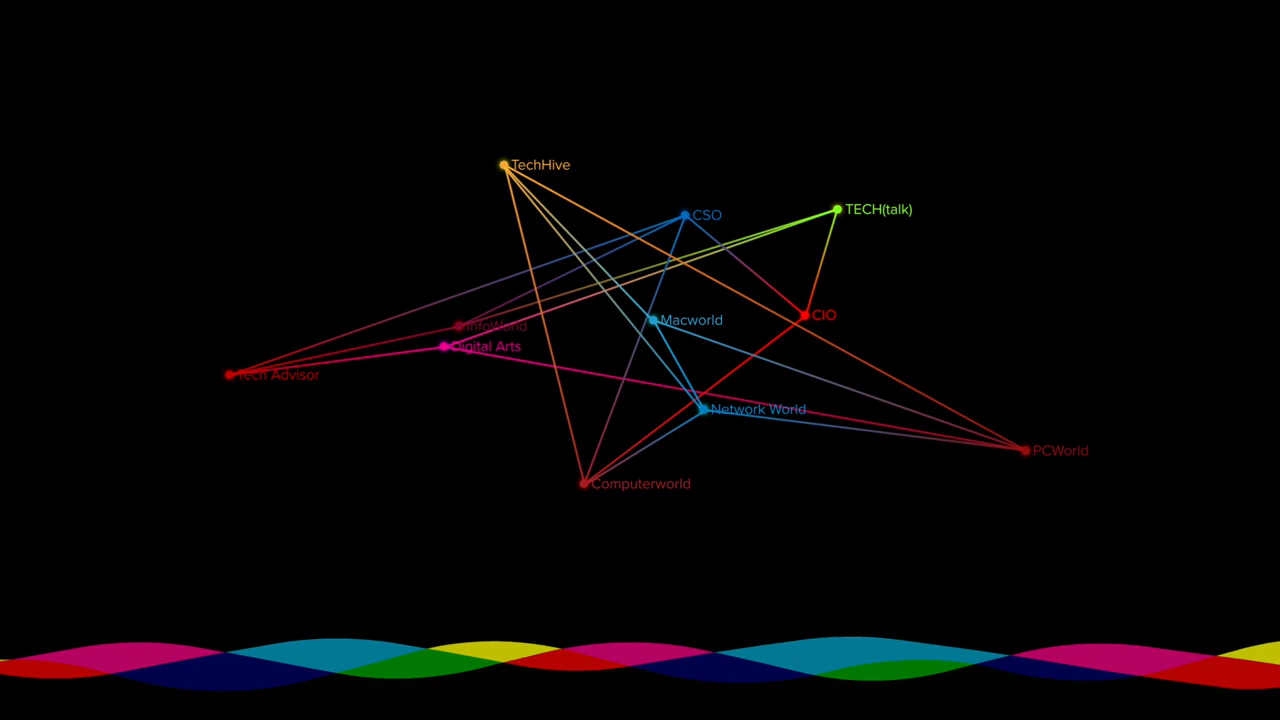 TechHive
CSO
TECH(talk)
CIO
Macworld
InfoWorld
Digital Arts
Tech Advisor
Network World
PCWorld
Computerworld